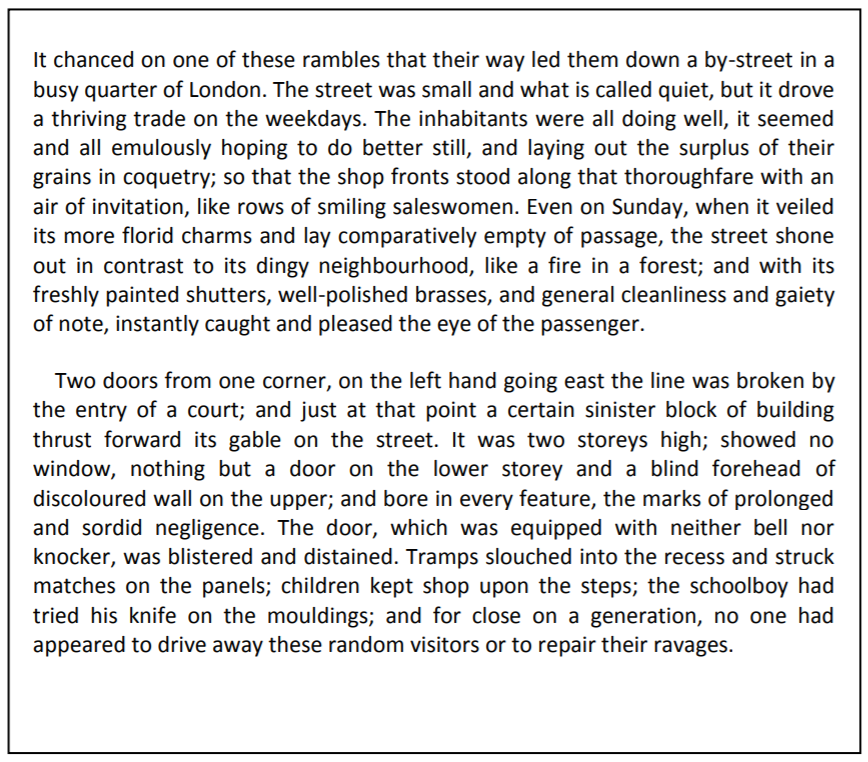 It chanced on one of these rambles that their way led them down a by-street in a
busy quarter of London. The street was small and what is called quiet, but it drove
a thriving trade on the weekdays. The inhabitants were all doing well, it seemed
and all emulously hoping to do better still, and laying out the surplus of their
grains in coquetry; so that the shop fronts stood along that thoroughfare with an
air of invitation, like rows of smiling saleswomen. Even on Sunday, when it veiled
its more florid charms and lay comparatively empty of passage, the street shone
out in contrast to its dingy neighbourhood, like a fire in a forest; and with its
freshly painted shutters, well-polished brasses, and general cleanliness and gaiety
of note, instantly caught and pleased the eye of the passenger.
Two doors from one corner, on the left hand going east the line was broken by
the entry of a court; and just at that point a certain sinister block of building
thrust forward its gable on the street. It was two storeys high; showed no
window, nothing but a door on the lower storey and a blind forehead of
discoloured wall on the upper; and bore in every feature, the marks of prolonged
and sordid negligence. The door, which was equipped with neither bell nor
knocker, was blistered and distained. Tramps slouched into the recess and struck
matches on the panels; children kept shop upon the steps; the schoolboy had
tried his knife on the mouldings; and for close on a generation, no one had
appeared to drive away these random visitors or to repair their ravages.